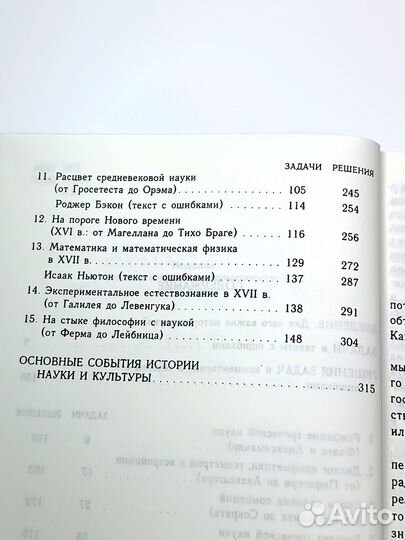 ЗАДАЧИ РЕШЕНИЯ
11. Расцвет средневековой науки
(от Гросетеста до Орэма) 105 245
Роджер Бэкон (текст с ошибками) 114 254
12. На пороге Нового времени
(XVI в.: от Магеллана до Тихо Браге) 116 256
13. Математика и математическая физика
в XVII в. 129 272
Исаак Ньютон (текст с ошибками) 137 287
14. Экспериментальное естествознание в XVII в.
(от Галилея до Левенгука) 138 291
15. На стыке философии с наукой
(от Ферма до Лейбница) 148 304
ОСНОВНЫЕ СОБЫТИЯ ИСТОРИИ
НАУКИ И КУЛЬТУРЫ 315
Avito